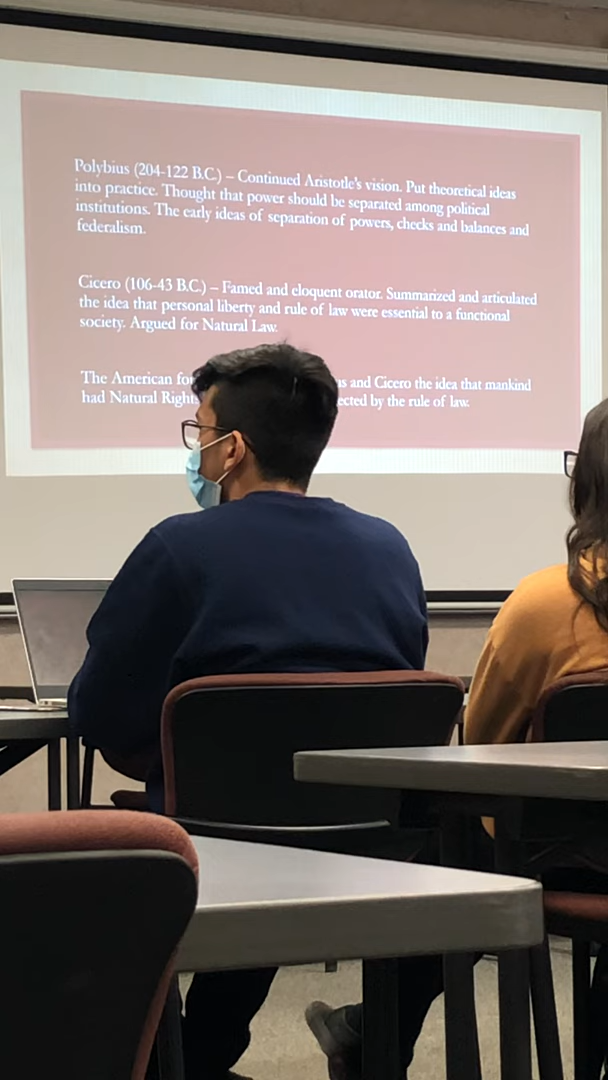 Polybius (204-122 B.C.) – Continued Aristotle's vision. Put theoretical ideas
into practice. Thought that power should be separated among political
institutions. The early ideas of separation of powers, checks and balances and
federalism.
Cicero (106-43 B.C.) – Famed and eloquent orator. Summarized and articulated
the idea that personal liberty and rule of law were essential to a functional
society. Argued for Natural Law.
The American and Cicero the idea that mankind
had Natural by the rule of law.